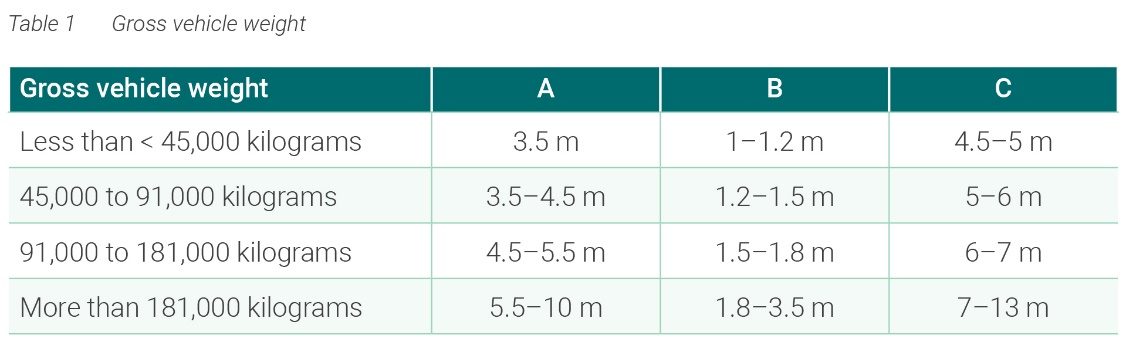 Table 1 Gross vehicle weight
Gross vehicle weight A B C
Less than < 45,000 kilograms 3.5 m 1–1.2 m 4.5–5 m
45,000 to 91,000 kilograms 3.5–4.5 m 1.2–1.5 m 5–6 m
91,000 to 181,000 kilograms 4.5–5.5 m 1.5–1.8 m 6–7 m
More than 181,000 kilograms 5.5–10 m 1.8–3.5 m 7–13 m